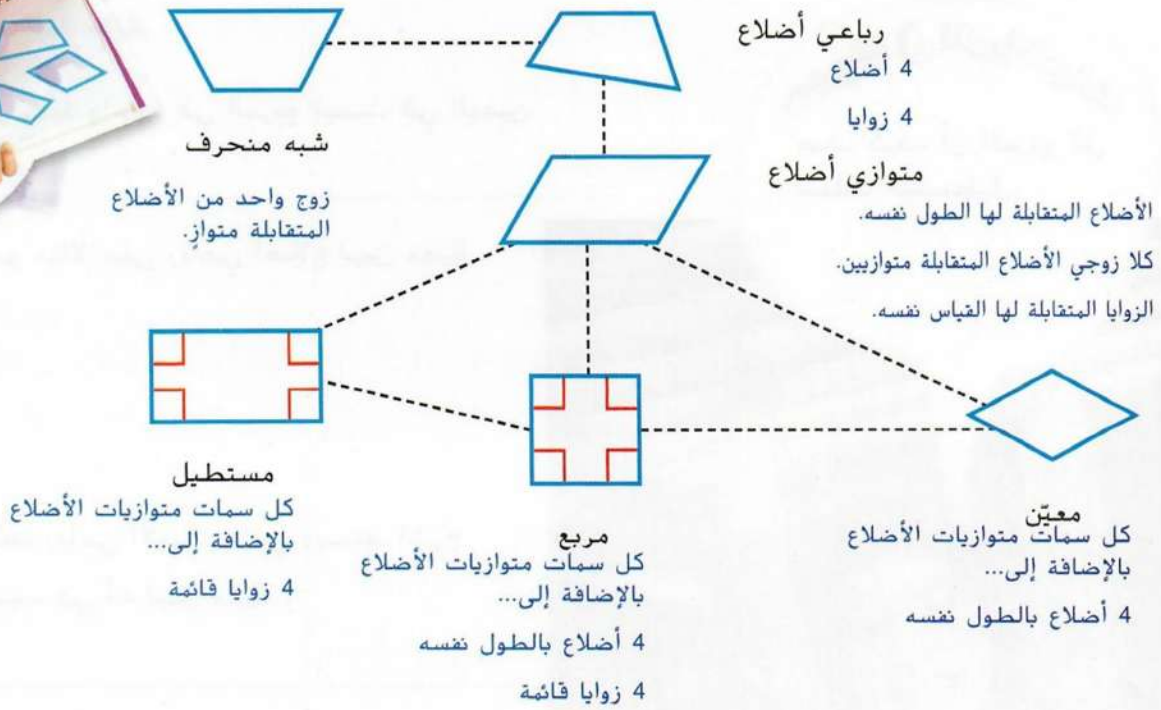 رباعي أضلاع
4 أضلاع
4 زوايا
شبه منحرف
زوج واحد من الأضلاع
المتقابلة متوازٍ.
متوازي أضلاع
الأضلاع المتقابلة لها الطول نفسه.
كلا زوجي الأضلاع المتقابلة متوازيين.
الزوايا المتقابلة لها القياس نفسه.
معيّن
كل سمات متوازيات الأضلاع
بالإضافة إلى...
4 أضلاع بالطول نفسه
مربع
كل سمات متوازيات الأضلاع
بالإضافة إلى...
4 أضلاع بالطول نفسه
4 زوايا قائمة
مستطيل
كل سمات متوازيات الأضلاع
بالإضافة إلى...
4 زوايا قائمة